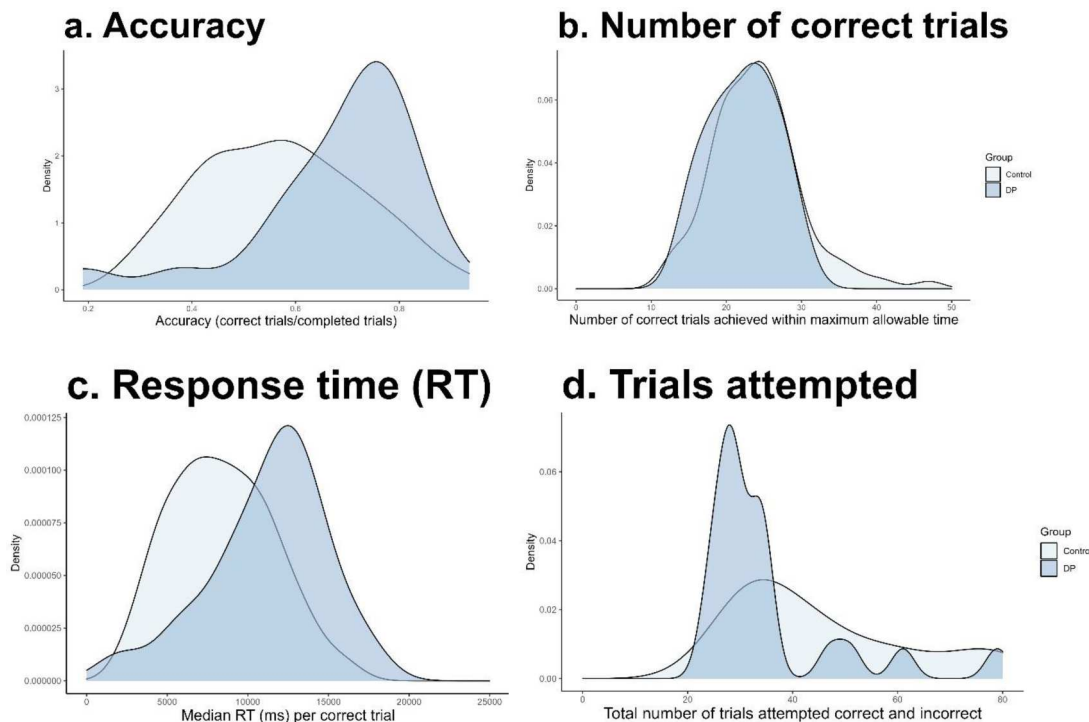 a. Accuracy
3
2
1
0
Density
0.2
0.4
0.6
0.8
Accuracy (correct trials/completed trials)
b. Number of correct trials
0.06
0.04
0.02
0.00
Density
0
10
20
30
40
50
Number of correct trials achieved within maximum allowable time
Group
Control
DP
c. Response time (RT)
0.000125
0.000100
0.000075
0.000050
0.000025
0.000000
Density
0
5000
10000
15000
20000
25000
Median RT (ms) per correct trial
d. Trials attempted
0.06
0.04
0.02
0.00
Density
0
20
40
60
80
Total number of trials attempted correct and incorrect
Group
Control
DP